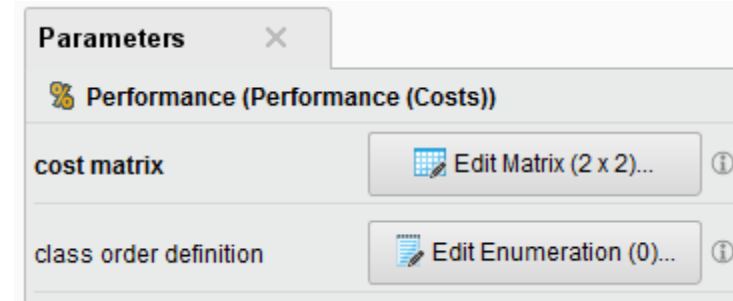 Parameters
Performance (Performance (Costs))
cost matrix Edit Matrix (2 x 2)...
class order definition Edit Enumeration (0)...